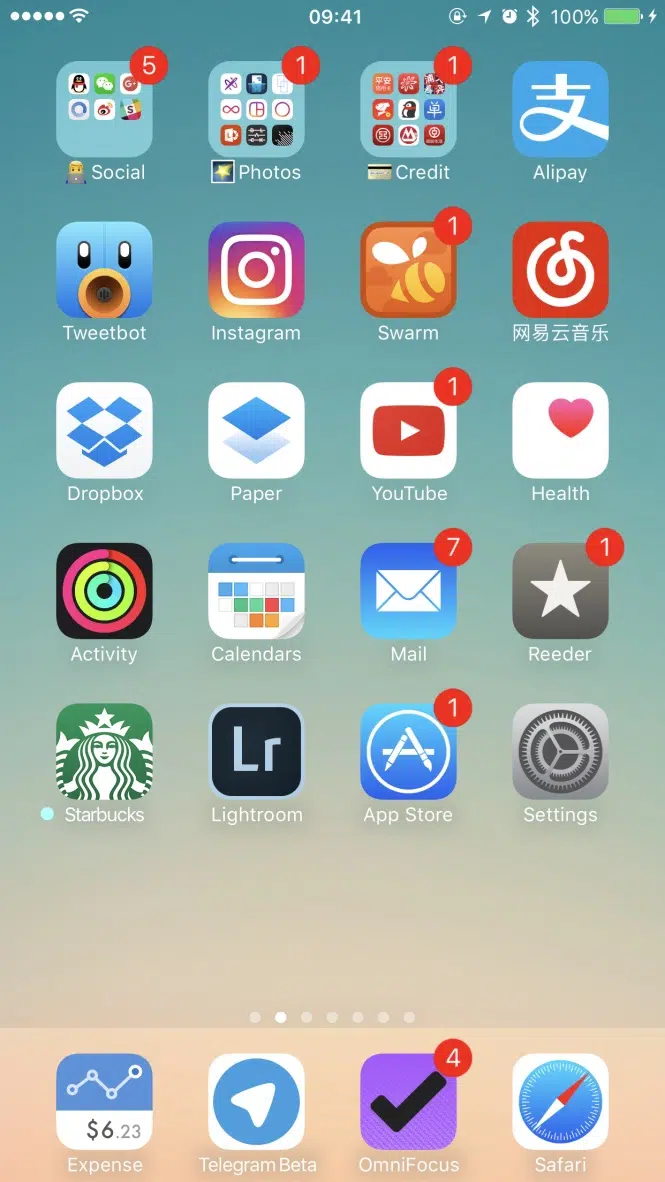 09:41
100%
5
1
1
支
Social
Photos
Credit
Alipay
1
Tweetbot
Instagram
Swarm
网易云音乐
1
Dropbox
Paper
YouTube
Health
7
1
Activity
Calendars
Mail
Reeder
1
Lr
Starbucks
Lightroom
App Store
Settings
4
$6.23
Expense
Telegram Beta
OmniFocus
Safari